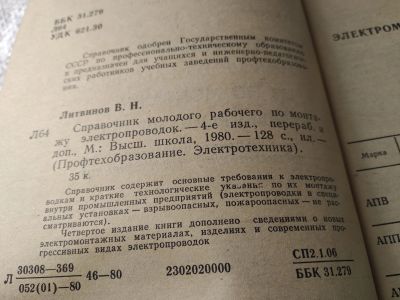 ББК 31.279
Л64
УДК 621.30
Справочник одобрен Государственным комитетом
СССР по профессионально-техническому образованию
и предназначен для учащихся и инженерно-педагогиче-
ских работников учебных заведений профтехобразова-
ния.
Литвинов В. Н.
Л64 Справочник молодого рабочего по монта-
жу электропроводок. — 4-е изд., перераб. и
доп., М.: Высш. школа, 1980. — 128 с., ил. —
(Профтехобразование. Электротехника).
35 к.
Справочник содержит основные требования к электропро-
водкам и краткие технологические указания по их монтажу
внутри промышленных предприятий (электропроводки в специ-
альных установках — взрывоопасных, пожароопасных — не рас-
сматриваются).
Четвертое издание книги дополнено сведениями о новых
электромонтажных материалах, изделиях и современных про-
грессивных видах электропроводок
Л 30308—369 46—80 2302020000 СП2.1.06
052(01)—80 ББК 31.279
ЭЛЕКТРОМ
Марка
АПВ
АПП